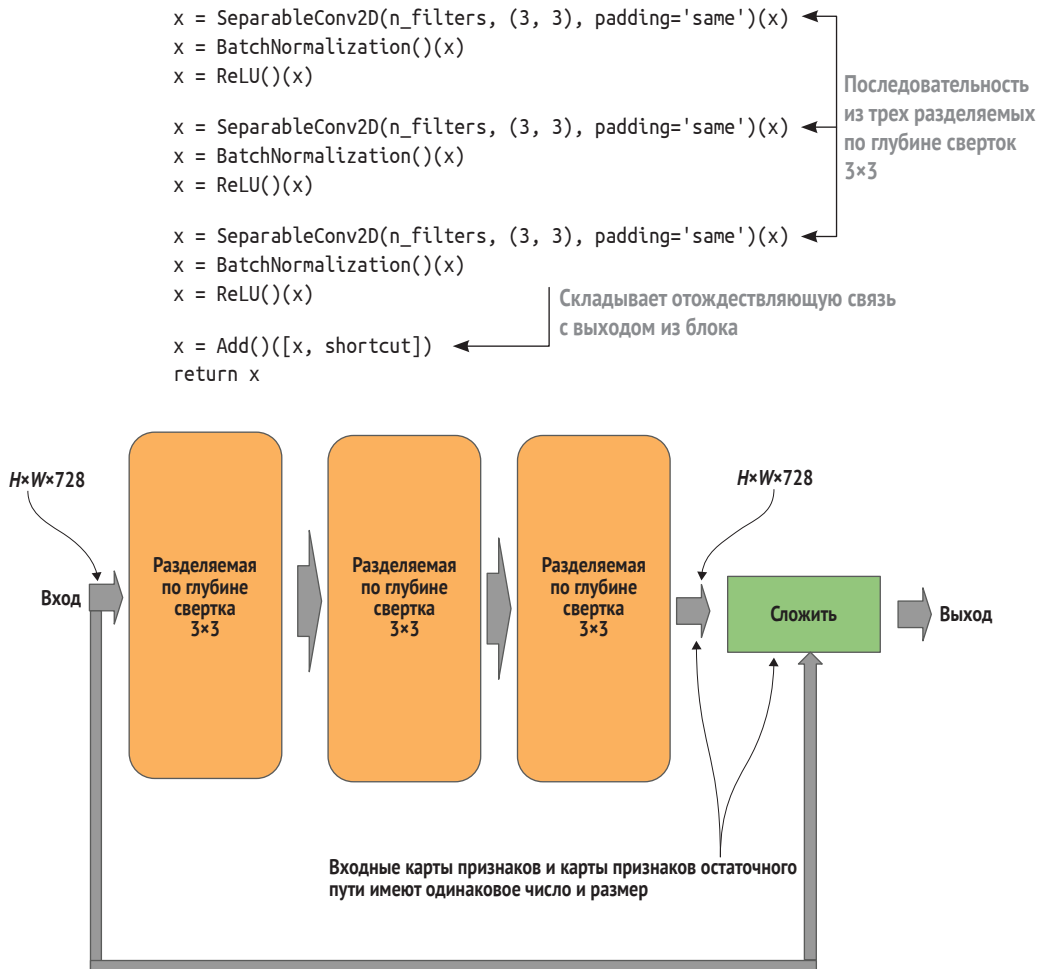 x = SeparableConv2D(n_filters, (3, 3), padding='same')(x)
x = BatchNormalization()(x)
x = ReLU()(x)
x = SeparableConv2D(n_filters, (3, 3), padding='same')(x)
x = BatchNormalization()(x)
x = ReLU()(x)
x = SeparableConv2D(n_filters, (3, 3), padding='same')(x)
x = BatchNormalization()(x)
x = ReLU()(x)
x = Add()([x, shortcut])
return x
Последовательность
из трех разделяемых
по глубине сверток
3×3
Складывает отождествляющую связь
с выходом из блока
H×W×728
Вход
Разделяемая
по глубине
свертка
3×3
Разделяемая
по глубине
свертка
3×3
Разделяемая
по глубине
свертка
3×3
H×W×728
Сложить
Выход
Входные карты признаков и карты признаков остаточного
пути имеют одинаковое число и размер